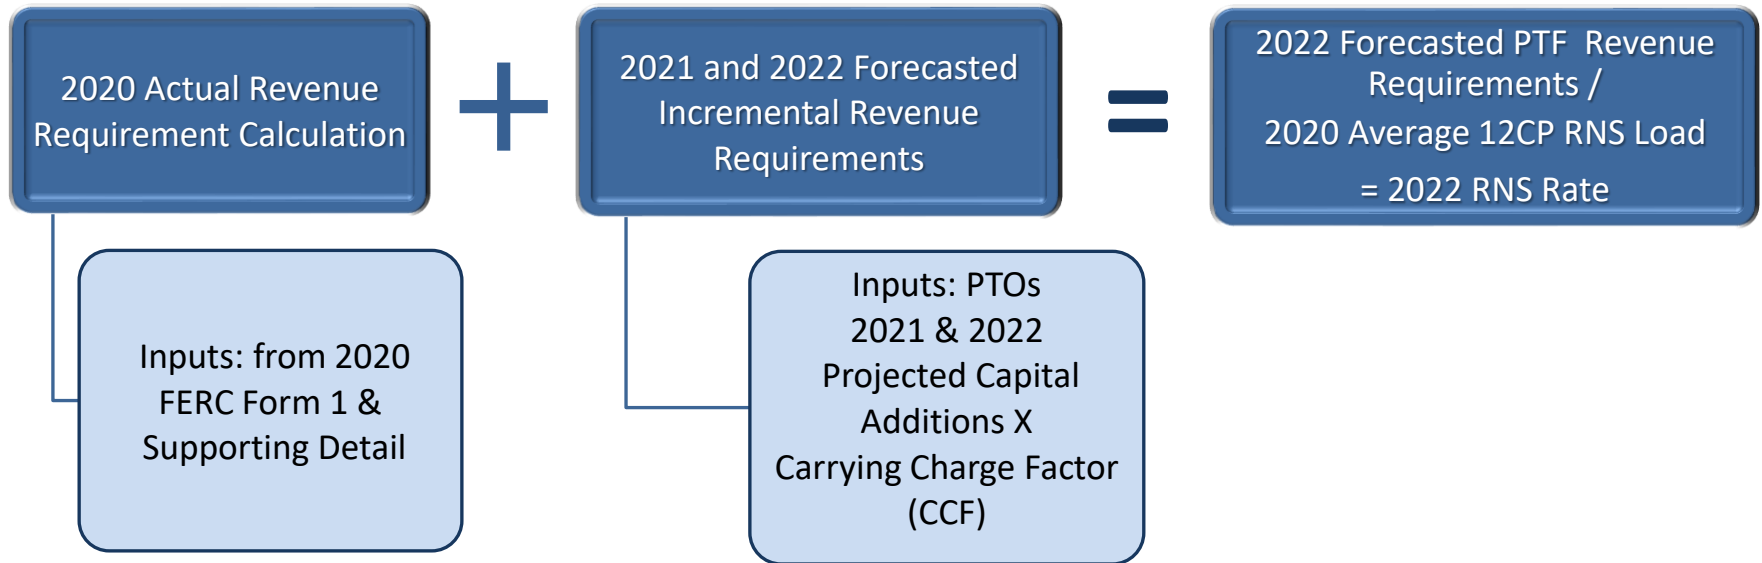 2020 Actual Revenue
Requirement Calculation
+
2021 and 2022 Forecasted
Incremental Revenue
Requirements
=
2022 Forecasted PTF Revenue
Requirements /
2020 Average 12CP RNS Load
= 2022 RNS Rate
Inputs: from 2020
FERC Form 1 &
Supporting Detail
Inputs: PTOs
2021 & 2022
Projected Capital
Additions X
Carrying Charge Factor
(CCF)